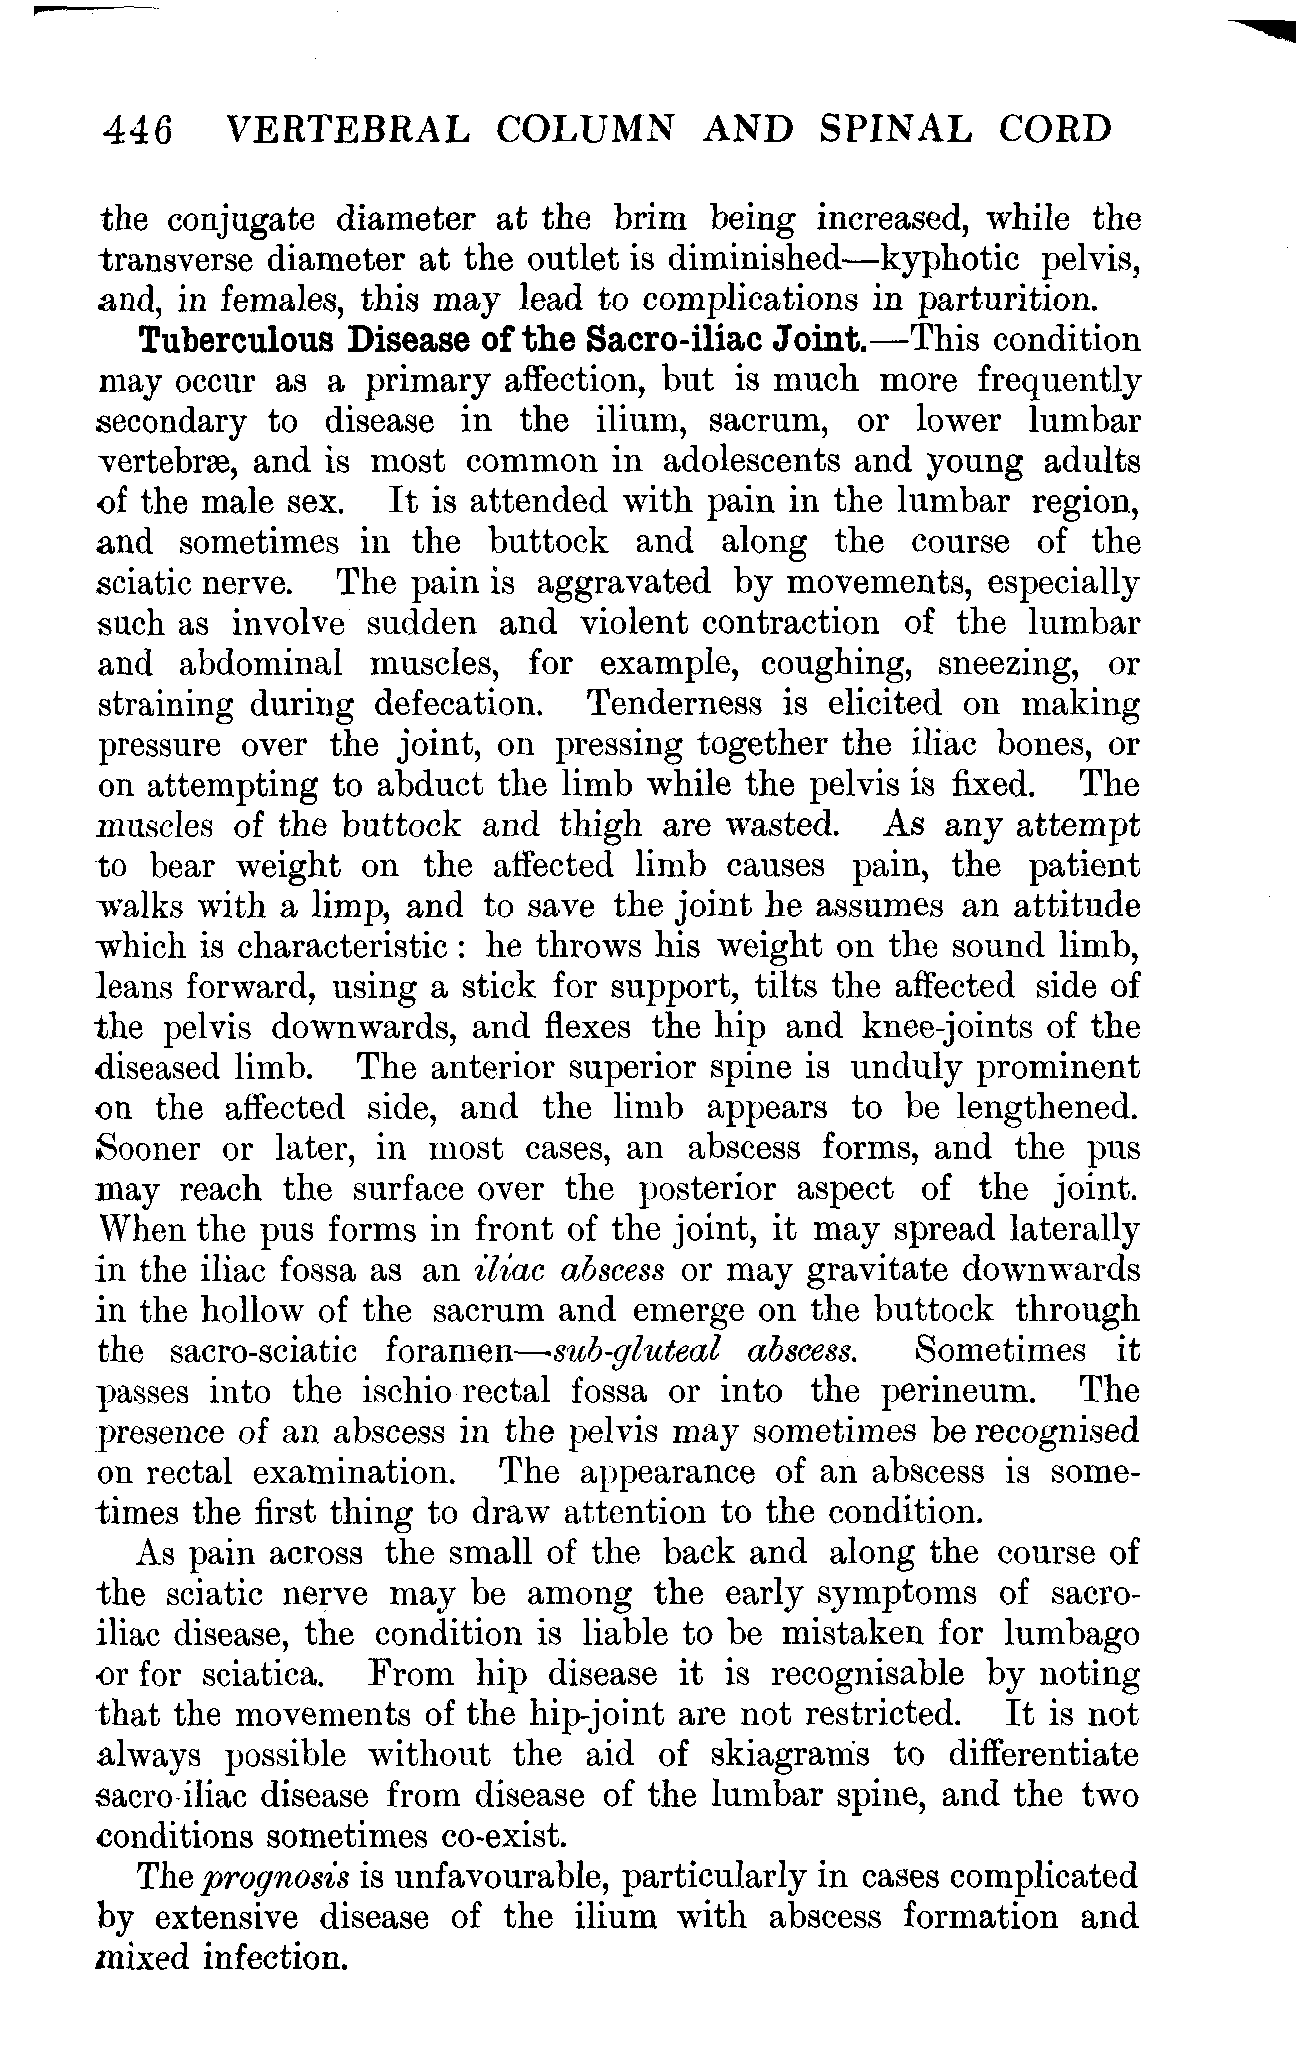 446 VERTEBRAL COLUMN AND SPINAL CORD
the conjugate diameter at the brim being increased, while the
transverse diameter at the outlet is diminished—kyphotic pelvis,
and, in females, this may lead to complications in parturition.
Tuberculous Disease of the Sacro-iliac Joint.—This condition
may occur as a primary affection, but is much more frequently
secondary to disease in the ilium, sacrum, or lower lumbar
vertebræ, and is most common in adolescents and young adults
of the male sex. It is attended with pain in the lumbar region,
and sometimes in the buttock and along the course of the
sciatic nerve. The pain is aggravated by movements, especially
such as involve sudden and violent contraction of the lumbar
and abdominal muscles, for example, coughing, sneezing, or
straining during defecation. Tenderness is elicited on making
pressure over the joint, on pressing together the iliac bones, or
on attempting to abduct the limb while the pelvis is fixed. The
muscles of the buttock and thigh are wasted. As any attempt
to bear weight on the affected limb causes pain, the patient
walks with a limp, and to save the joint he assumes an attitude
which is characteristic : he throws his weight on the sound limb,
leans forward, using a stick for support, tilts the affected side of
the pelvis downwards, and flexes the hip and knee-joints of the
diseased limb. The anterior superior spine is unduly prominent
on the affected side, and the limb appears to be lengthened.
Sooner or later, in most cases, an abscess forms, and the pus
may reach the surface over the posterior aspect of the joint.
When the pus forms in front of the joint, it may spread laterally
in the iliac fossa as an iliac abscess or may gravitate downwards
in the hollow of the sacrum and emerge on the buttock through
the sacro-sciatic foramen—sub-gluteal abscess. Sometimes it
passes into the ischio-rectal fossa or into the perineum. The
presence of an abscess in the pelvis may sometimes be recognised
on rectal examination. The appearance of an abscess is some-
times the first thing to draw attention to the condition.
As pain across the small of the back and along the course of
the sciatic nerve may be among the early symptoms of sacro-
iliac disease, the condition is liable to be mistaken for lumbago
or for sciatica. From hip disease it is recognisable by noting
that the movements of the hip-joint are not restricted. It is not
always possible without the aid of skiagrams to differentiate
sacro-iliac disease from disease of the lumbar spine, and the two
conditions sometimes co-exist.
The prognosis is unfavourable, particularly in cases complicated
by extensive disease of the ilium with abscess formation and
mixed infection.